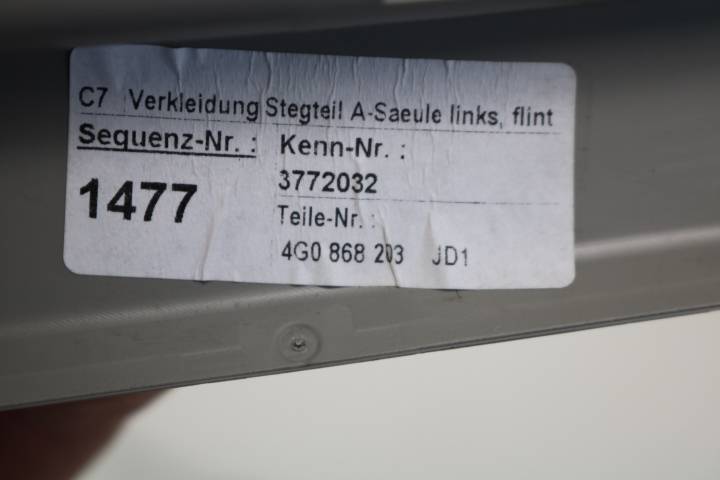 C7 Verkleidung Stegteil A-Saeule links, flint
Sequenz-Nr. : Kenn-Nr. :
1477 3772032
Teile-Nr. :
4G0 868 203 JD1